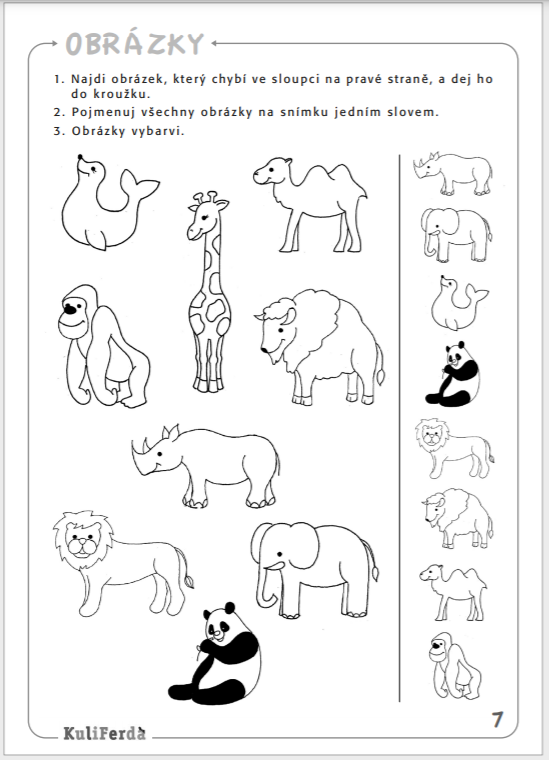 OBRÁZKY
1. Najdi obrázek, který chybí ve sloupci na pravé straně, a dej ho
do kroužku.
2. Pojmenuj všechny obrázky na snímku jedním slovem.
3. Obrázky vybarvi.
KuliFerda
7